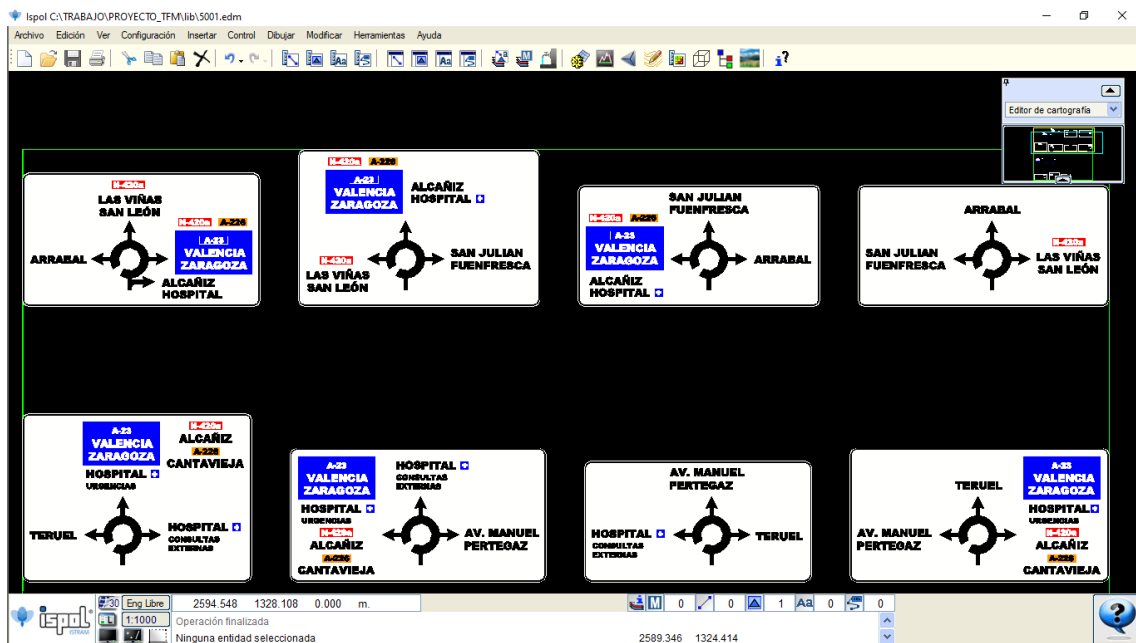 Ispol C:\TRABAJO\PROYECTO_TFM\lib\5001.edm
Archivo Edición Ver Configuración Insertar Control Dibujar Modificar Herramientas Ayuda
Editor de cartografía
N-420a
LAS VIÑAS
SAN LEÓN
N-420a A-226
A-23
VALENCIA
ZARAGOZA
ARRABAL
ALCAÑIZ
HOSPITAL
N-420a A-226
A-23
VALENCIA
ZARAGOZA
ALCAÑIZ
HOSPITAL
N-420a
LAS VIÑAS
SAN LEÓN
SAN JULIAN
FUENFRESCA
SAN JULIAN
FUENFRESCA
N-420a A-226
A-23
VALENCIA
ZARAGOZA
ALCAÑIZ
HOSPITAL
ARRABAL
ARRABAL
SAN JULIAN
FUENFRESCA
N-420a
LAS VIÑAS
SAN LEÓN
A-23
VALENCIA
ZARAGOZA
HOSPITAL
URGENCIAS
N-420a
ALCAÑIZ
A-226
CANTAVIEJA
TERUEL
HOSPITAL
CONSULTAS
EXTERNAS
A-23
VALENCIA
ZARAGOZA
HOSPITAL
URGENCIAS
N-420a
ALCAÑIZ
A-226
CANTAVIEJA
HOSPITAL
CONSULTAS
EXTERNAS
AV. MANUEL
PERTEGAZ
AV. MANUEL
PERTEGAZ
HOSPITAL
CONSULTAS
EXTERNAS
TERUEL
TERUEL
AV. MANUEL
PERTEGAZ
A-23
VALENCIA
ZARAGOZA
HOSPITAL
URGENCIAS
N-420a
ALCAÑIZ
A-226
CANTAVIEJA
ispol
ISTRAM
30 Eng Libre 2594.548 1328.108 0.000 m.
M 0 0 1 Aa 0 0
1:1000 Operación finalizada
Ninguna entidad seleccionada 2589.346 1324.414